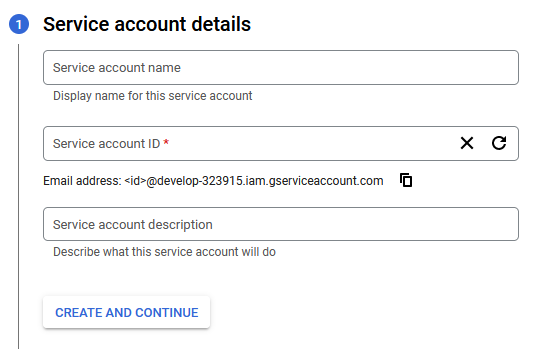 1 Service account details
Service account name
Display name for this service account
Service account ID *
Email address: <id>@develop-323915.iam.gserviceaccount.com
Service account description
Describe what this service account will do
CREATE AND CONTINUE